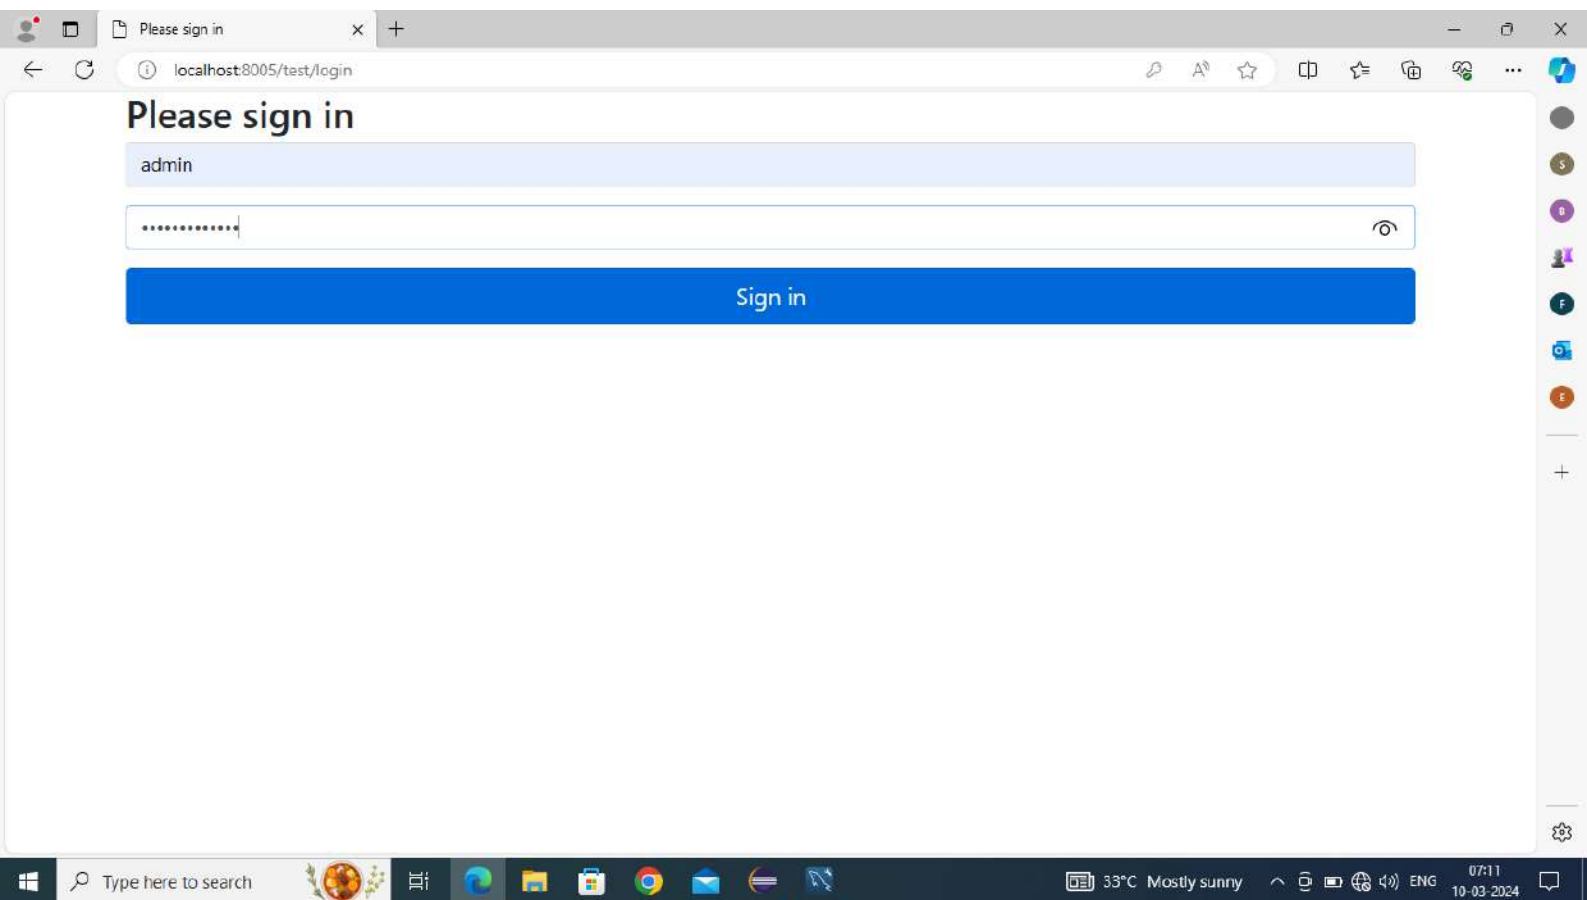 Please sign in
localhost:8005/test/login
Please sign in
admin
Sign in
S
B
F
E
Type here to search
33°C Mostly sunny
ENG
07:11
10-03-2024